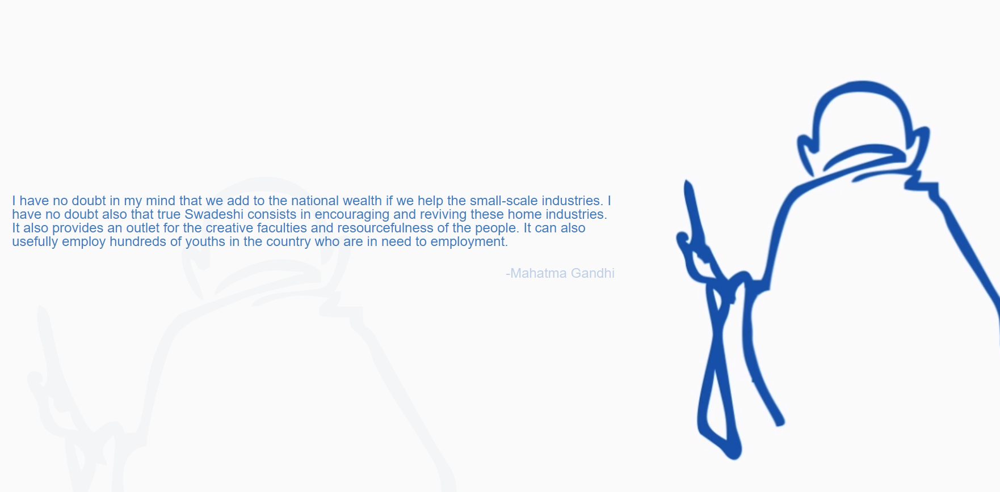 I have no doubt in my mind that we add to the national wealth if we help the small-scale industries. I
have no doubt also that true Swadeshi consists in encouraging and reviving these home industries.
It also provides an outlet for the creative faculties and resourcefulness of the people. It can also
usefully employ hundreds of youths in the country who are in need to employment.
-Mahatma Gandhi